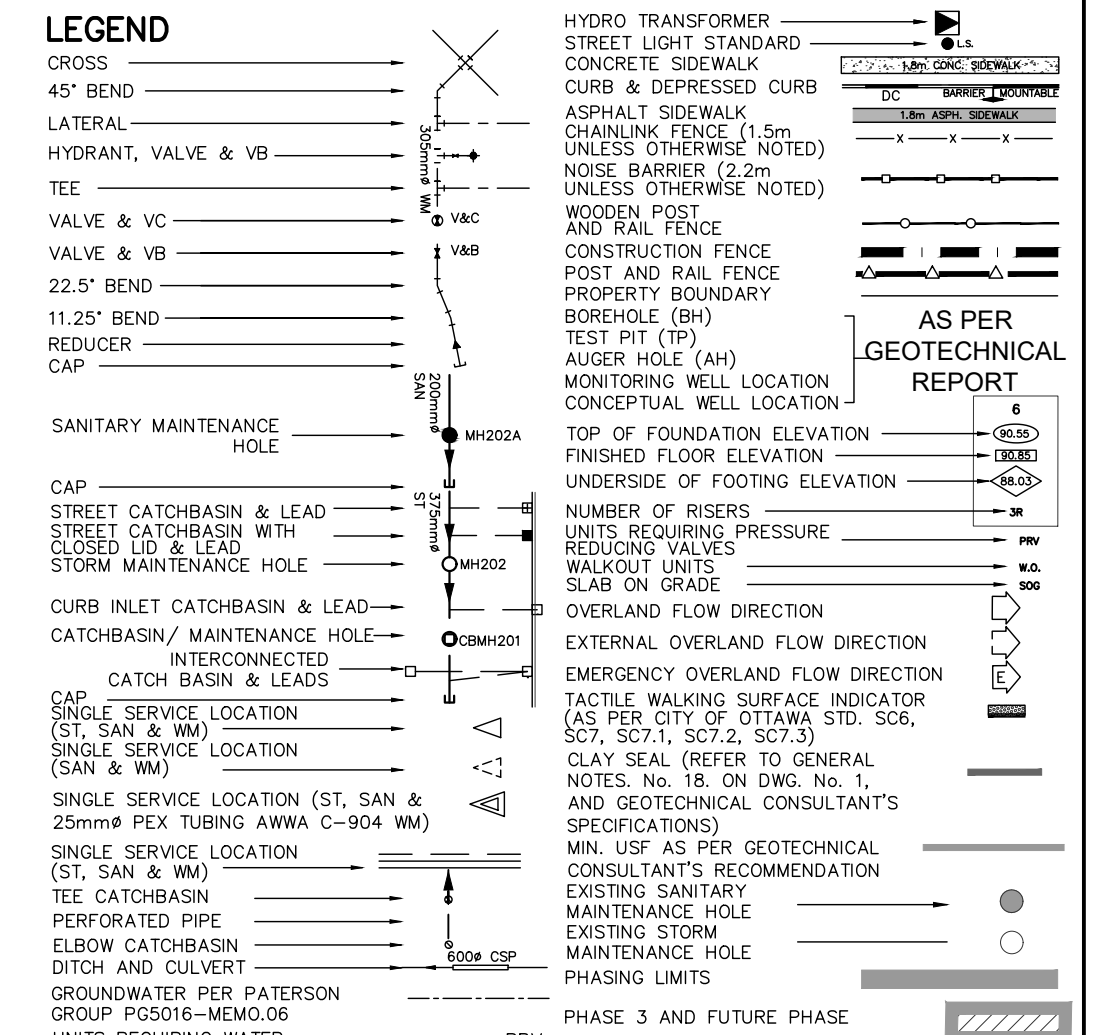 LEGEND
CROSS
45° BEND
LATERAL
HYDRANT, VALVE & VB
TEE
VALVE & VC
VALVE & VB
22.5° BEND
11.25° BEND
REDUCER
CAP
305mmø WM
V&C
V&B
SANITARY MAINTENANCE
HOLE
200mmø
SAN
MH202A
CAP
STREET CATCHBASIN & LEAD
STREET CATCHBASIN WITH
CLOSED LID & LEAD
STORM MAINTENANCE HOLE
375mmø
ST
MH202
CURB INLET CATCHBASIN & LEAD
CATCHBASIN/ MAINTENANCE HOLE
CBMH201
INTERCONNECTED
CATCH BASIN & LEADS
CAP
SINGLE SERVICE LOCATION
(ST, SAN & WM)
SINGLE SERVICE LOCATION
(SAN & WM)
SINGLE SERVICE LOCATION (ST, SAN &
25mmø PEX TUBING AWWA C-904 WM)
SINGLE SERVICE LOCATION
(ST, SAN & WM)
TEE CATCHBASIN
PERFORATED PIPE
ELBOW CATCHBASIN
DITCH AND CULVERT
600ø CSP
GROUNDWATER PER PATERSON
GROUP PG5016-MEMO.06
UNITS REQUIRING WATER
HYDRO TRANSFORMER
STREET LIGHT STANDARD
L.S.
CONCRETE SIDEWALK
1.8m CONC. SIDEWALK
CURB & DEPRESSED CURB
DC
BARRIER
MOUNTABLE
ASPHALT SIDEWALK
1.8m ASPH. SIDEWALK
CHAINLINK FENCE (1.5m
UNLESS OTHERWISE NOTED)
X X X
NOISE BARRIER (2.2m
UNLESS OTHERWISE NOTED)
WOODEN POST
AND RAIL FENCE
CONSTRUCTION FENCE
POST AND RAIL FENCE
PROPERTY BOUNDARY
BOREHOLE (BH)
TEST PIT (TP)
AUGER HOLE (AH)
MONITORING WELL LOCATION
CONCEPTUAL WELL LOCATION
AS PER
GEOTECHNICAL
REPORT
6
TOP OF FOUNDATION ELEVATION
90.55
FINISHED FLOOR ELEVATION
90.85
UNDERSIDE OF FOOTING ELEVATION
88.03
NUMBER OF RISERS
3R
UNITS REQUIRING PRESSURE
REDUCING VALVES
PRV
WALKOUT UNITS
W.O.
SLAB ON GRADE
SOG
OVERLAND FLOW DIRECTION
EXTERNAL OVERLAND FLOW DIRECTION
EMERGENCY OVERLAND FLOW DIRECTION
E
TACTILE WALKING SURFACE INDICATOR
(AS PER CITY OF OTTAWA STD. SC6,
SC7, SC7.1, SC7.2, SC7.3)
CLAY SEAL (REFER TO GENERAL
NOTES. No. 18. ON DWG. No. 1,
AND GEOTECHNICAL CONSULTANT'S
SPECIFICATIONS)
MIN. USF AS PER GEOTECHNICAL
CONSULTANT'S RECOMMENDATION
EXISTING SANITARY
MAINTENANCE HOLE
EXISTING STORM
MAINTENANCE HOLE
PHASING LIMITS
PHASE 3 AND FUTURE PHASE